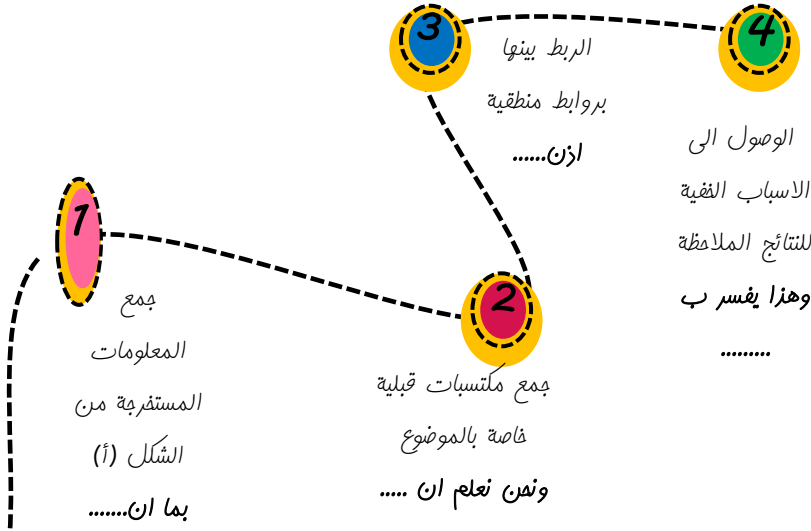 1
جمع
المعلومات
المستخرجة من
الشكل (أ)
بما ان.......
2
جمع مكتسبات قبلية
خاصة بالموضوع
ونحن نعلم ان .....
3
الربط بينها
بروابط منطقية
اذن......
4
الوصول الى
الاسباب الخفية
للنتائج الملاحظة
وهذا يفسر ب
.........